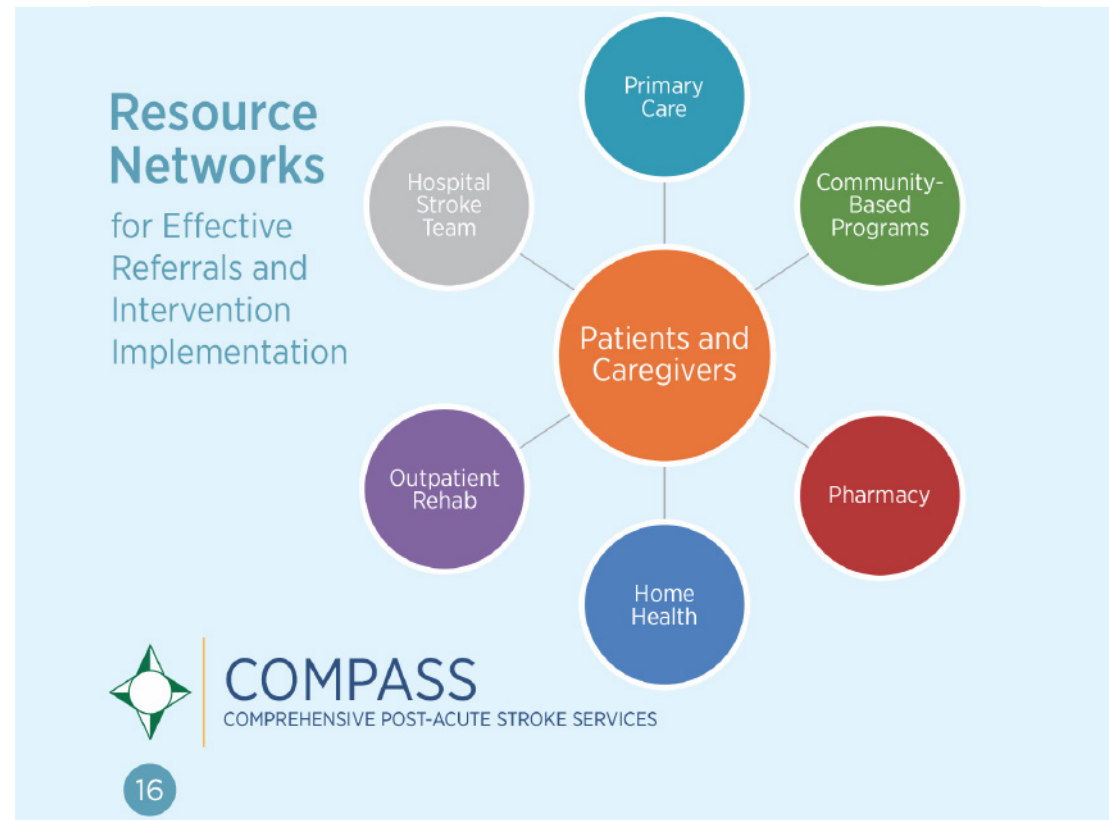 Resource
Networks
for Effective
Referrals and
Intervention
Implementation
Primary
Care
Hospital
Stroke
Team
Community-
Based
Programs
Patients and
Caregivers
Outpatient
Rehab
Pharmacy
Home
Health
COMPASS
COMPREHENSIVE POST-ACUTE STROKE SERVICES
16